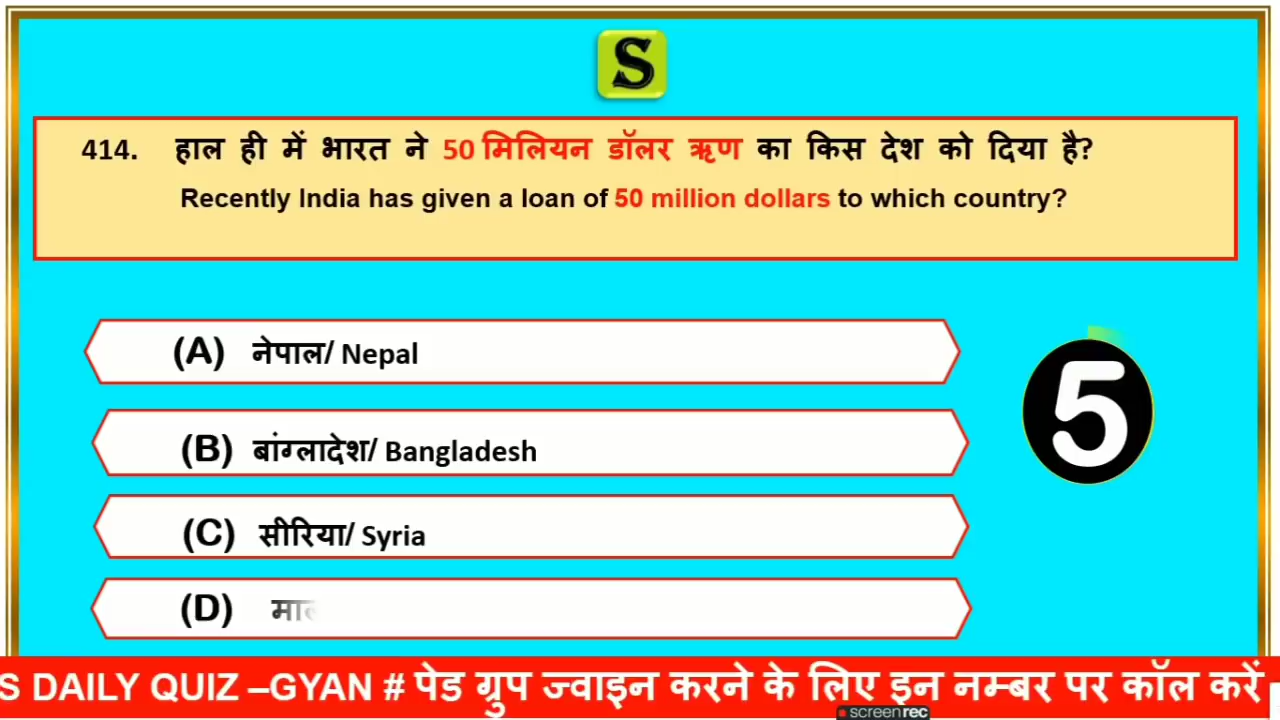 S
414. हाल ही में भारत ने 50 मिलियन डॉलर ऋण का किस देश को दिया है?
Recently India has given a loan of 50 million dollars to which country?
(A) नेपाल/ Nepal
5
(B) बांग्लादेश/ Bangladesh
(C) सीरिया/ Syria
(D)
S DAILY QUIZ –GYAN # पेड ग्रुप ज्वाइन करने के लिए इन नम्बर पर कॉल करें
screenrec